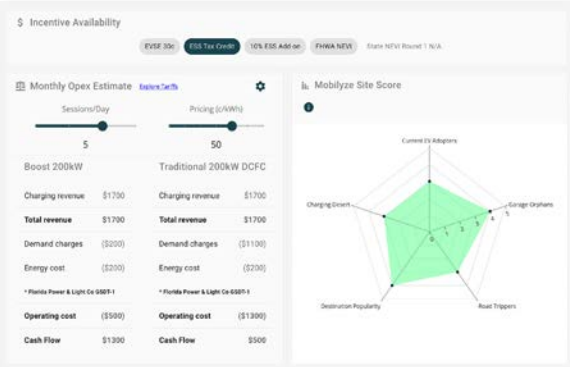 $ Incentive Availability
EVSE 30c ESS Tax Credit 10% ESS Add on FHWA NEVI State NEVI Round 1 N/A
Monthly Opex Estimate Explore Tariffs
Sessions/Day Pricing (c/kWh)
5 50
Boost 200kW Traditional 200kW DCFC
Charging revenue $1700 Charging revenue $1700
Total revenue $1700 Total revenue $1700
Demand charges ($200) Demand charges ($1100)
Energy cost ($200) Energy cost ($200)
* Florida Power & Light Co GSDT-1 * Florida Power & Light Co GSDT-1
Operating cost ($500) Operating cost ($1300)
Cash Flow $1300 Cash Flow $500
Mobilyze Site Score
Current EV Adopters
Charging Desert Garage Orphans
0 1 2 3 4 5
Destination Popularity Road Trippers